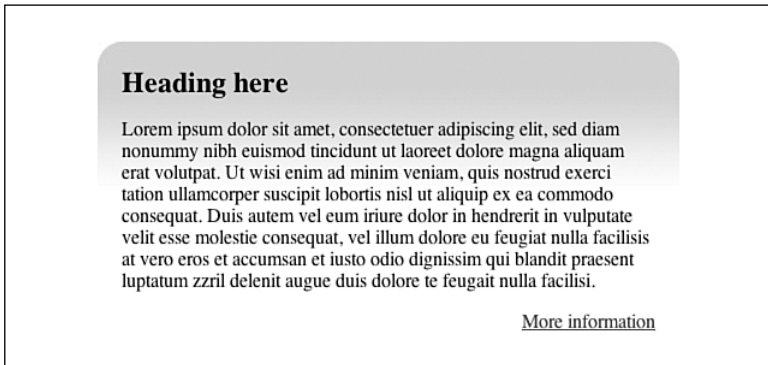 Heading here
Lorem ipsum dolor sit amet, consectetuer adipiscing elit, sed diam
nonummy nibh euismod tincidunt ut laoreet dolore magna aliquam
erat volutpat. Ut wisi enim ad minim veniam, quis nostrud exerci
tation ullamcorper suscipit lobortis nisl ut aliquip ex ea commodo
consequat. Duis autem vel eum iriure dolor in hendrerit in vulputate
velit esse molestie consequat, vel illum dolore eu feugiat nulla facilisis
at vero eros et accumsan et iusto odio dignissim qui blandit praesent
luptatum zzril delenit augue duis dolore te feugait nulla facilisi.
More information